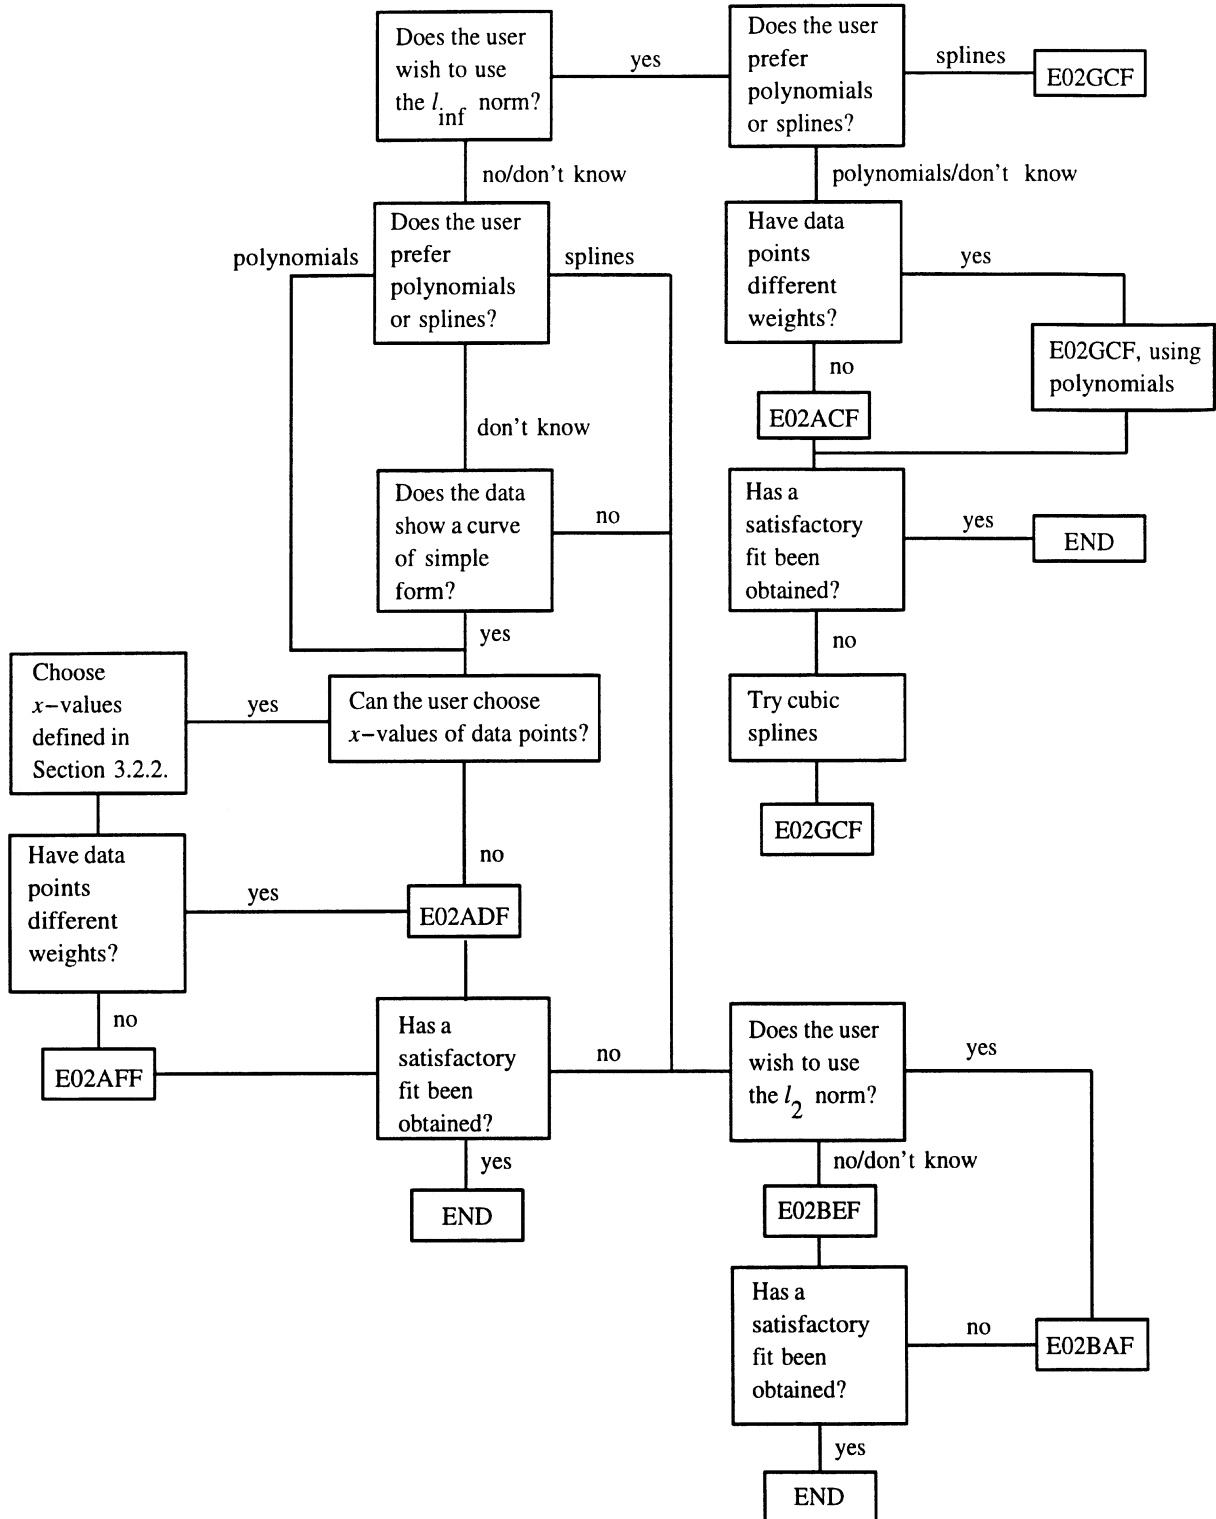 Does the user
wish to use
the l inf norm?
yes
Does the user
prefer
polynomials
or splines?
splines
E02GCF
no/don't know
polynomials/don't know
polynomials
Does the user
prefer
polynomials
or splines?
splines
Have data
points
different
weights?
yes
E02GCF, using
polynomials
no
E02ACF
don't know
Does the data
show a curve
of simple
form?
no
Has a
satisfactory
fit been
obtained?
yes
END
yes
no
Choose
x-values
defined in
Section 3.2.2.
yes
Can the user choose
x-values of data points?
Try cubic
splines
E02GCF
Have data
points
different
weights?
yes
no
E02ADF
no
E02AFF
Has a
satisfactory
fit been
obtained?
no
Does the user
wish to use
the l2 norm?
yes
yes
END
no/don't know
E02BEF
Has a
satisfactory
fit been
obtained?
no
E02BAF
yes
END